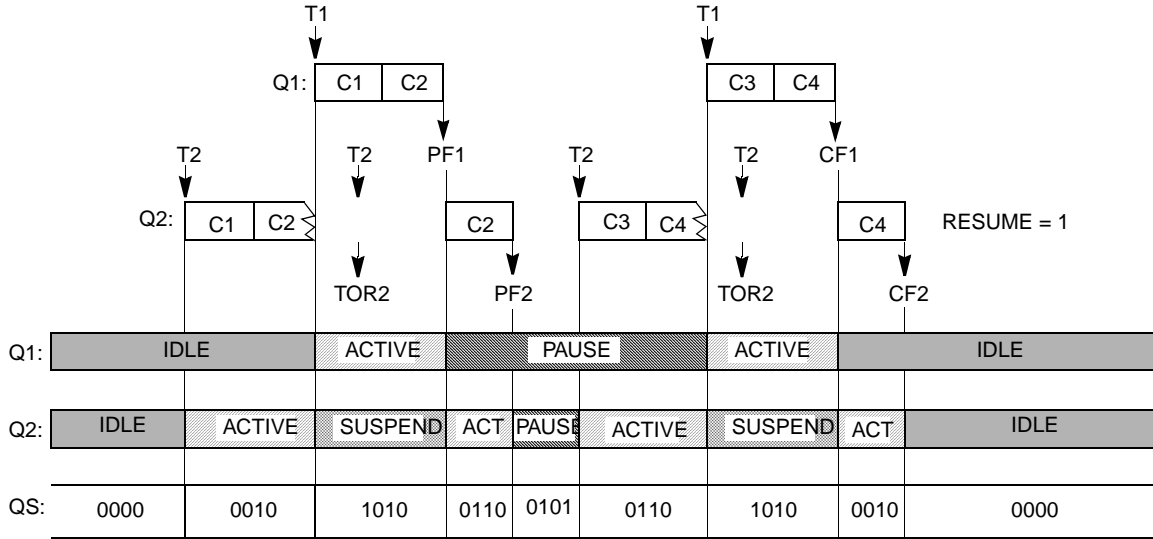 T1 T1
Q1: C1 C2 C3 C4
T2 T2 PF1 T2 T2 CF1
Q2: C1 C2 C2 C3 C4 C4 RESUME = 1
TOR2 PF2 TOR2 CF2
Q1: IDLE ACTIVE PAUSE ACTIVE IDLE
Q2: IDLE ACTIVE SUSPEND ACT PAUSE ACTIVE SUSPEND ACT IDLE
QS: 0000 0010 1010 0110 0101 0110 1010 0010 0000